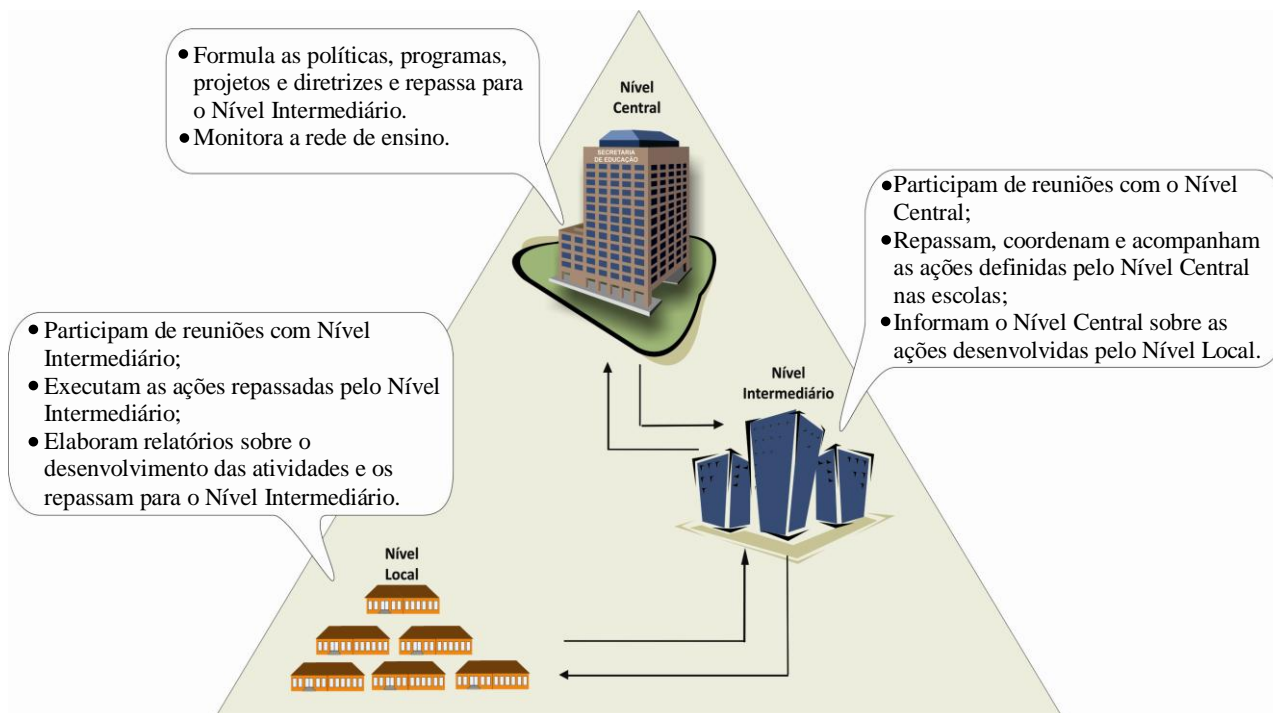 ● Formula as políticas, programas,
projetos e diretrizes e repassa para
o Nível Intermediário.
● Monitora a rede de ensino.
Nível
Central
SECRETARIA
DE EDUCAÇÃO
● Participam de reuniões com o Nível
Central;
● Repassam, coordenam e acompanham
as ações definidas pelo Nível Central
nas escolas;
● Informam o Nível Central sobre as
ações desenvolvidas pelo Nível Local.
● Participam de reuniões com Nível
Intermediário;
● Executam as ações repassadas pelo Nível
Intermediário;
● Elaboram relatórios sobre o
desenvolvimento das atividades e os
repassam para o Nível Intermediário.
Nível
Intermediário
Nível
Local